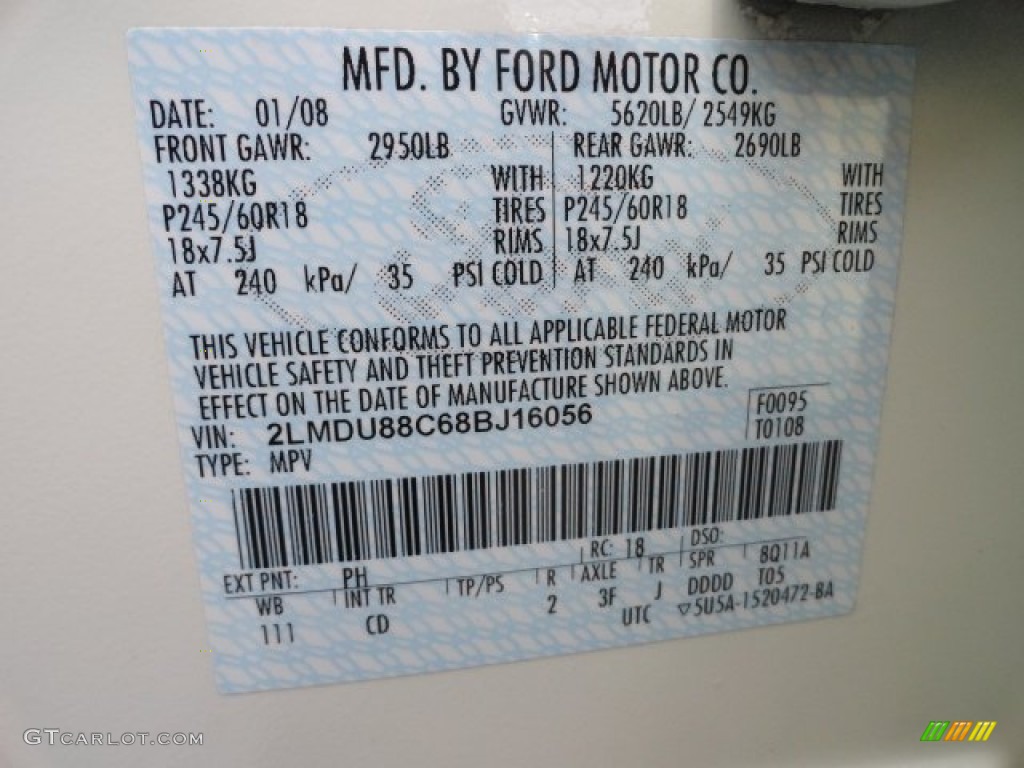 MFD. BY FORD MOTOR CO.
DATE: 01/08 GVWR: 5620LB/ 2549KG
FRONT GAWR: 2950LB REAR GAWR: 2690LB
1338KG WITH 1220KG WITH
P245/60R18 TIRES P245/60R18 TIRES
18x7.5J RIMS 18x7.5J RIMS
AT 240 kPa/ 35 PSI COLD AT 240 kPa/ 35 PSI COLD
THIS VEHICLE CONFORMS TO ALL APPLICABLE FEDERAL MOTOR
VEHICLE SAFETY AND THEFT PREVENTION STANDARDS IN
EFFECT ON THE DATE OF MANUFACTURE SHOWN ABOVE.
VIN: 2LMDU88C68BJ16056 F0095
TYPE: MPV T0108
EXT PNT: PH RC: 18 DSO:
WB INT TR TP/PS R AXLE TR SPR 8Q11A
111 CD 2 3F J DDDD T05
UTC ▽5U5A-1520472-BA
GTCARLOT.COM